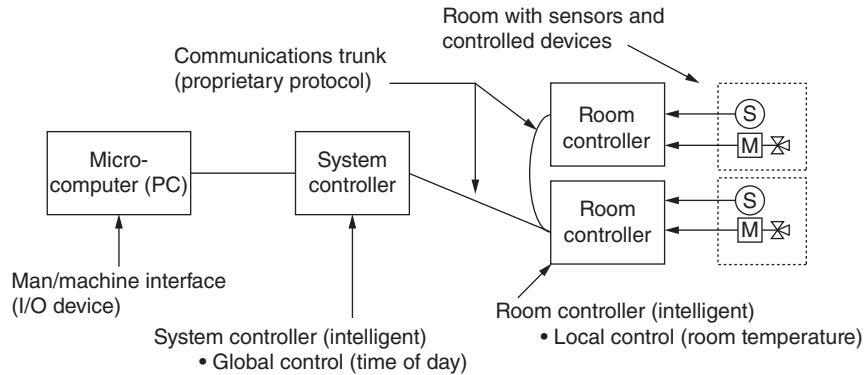 Room with sensors and
controlled devices
Communications trunk
(proprietary protocol)
Room
controller
S
M
Micro-
computer (PC)
System
controller
Room
controller
S
M
Man/machine interface
(I/O device)
System controller (intelligent)
• Global control (time of day)
Room controller (intelligent)
• Local control (room temperature)